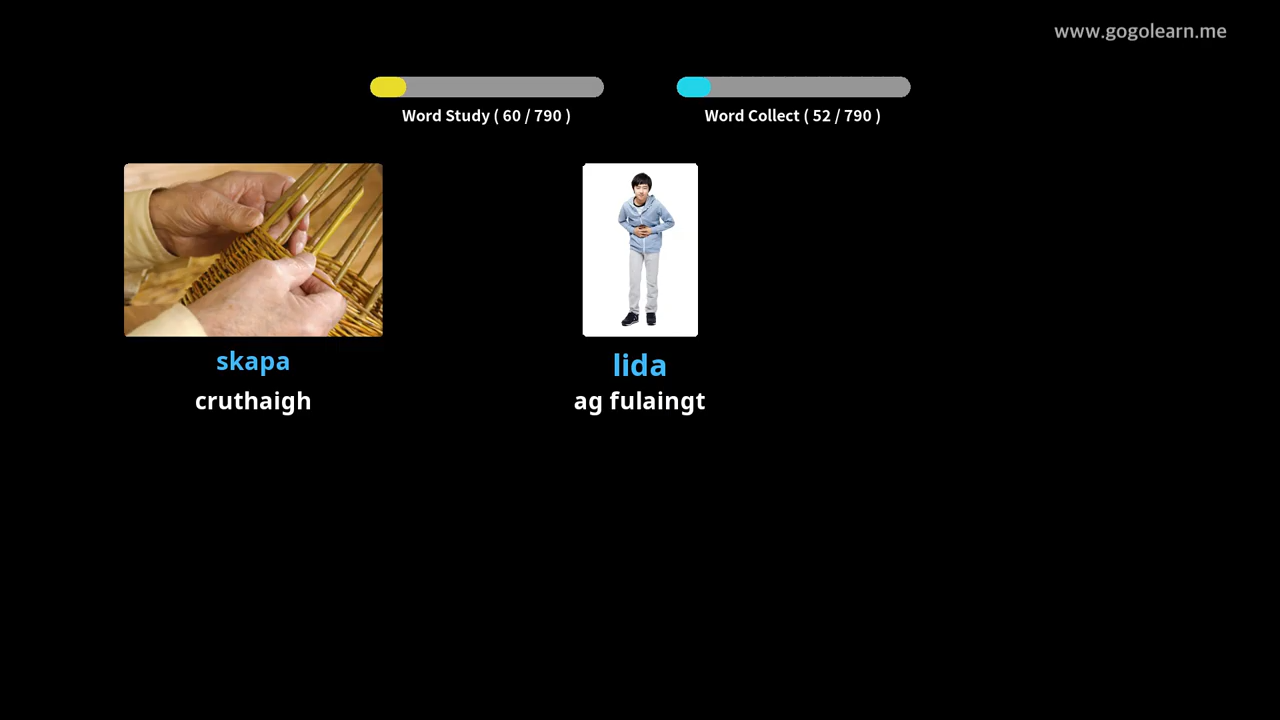 www.gogolearn.me
Word Study ( 60 / 790 )
Word Collect ( 52 / 790 )
skapa
cruthaigh
lida
ag fulaingt